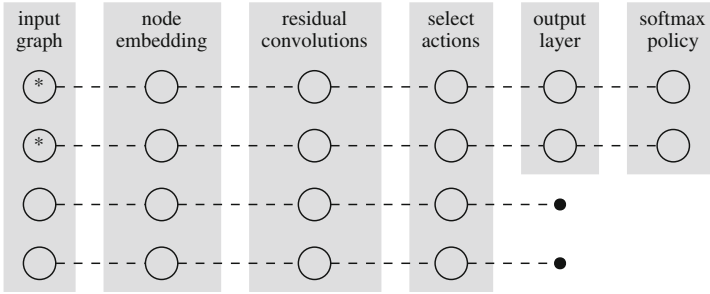 input graph
node embedding
residual convolutions
select actions
output layer
softmax policy
*
*